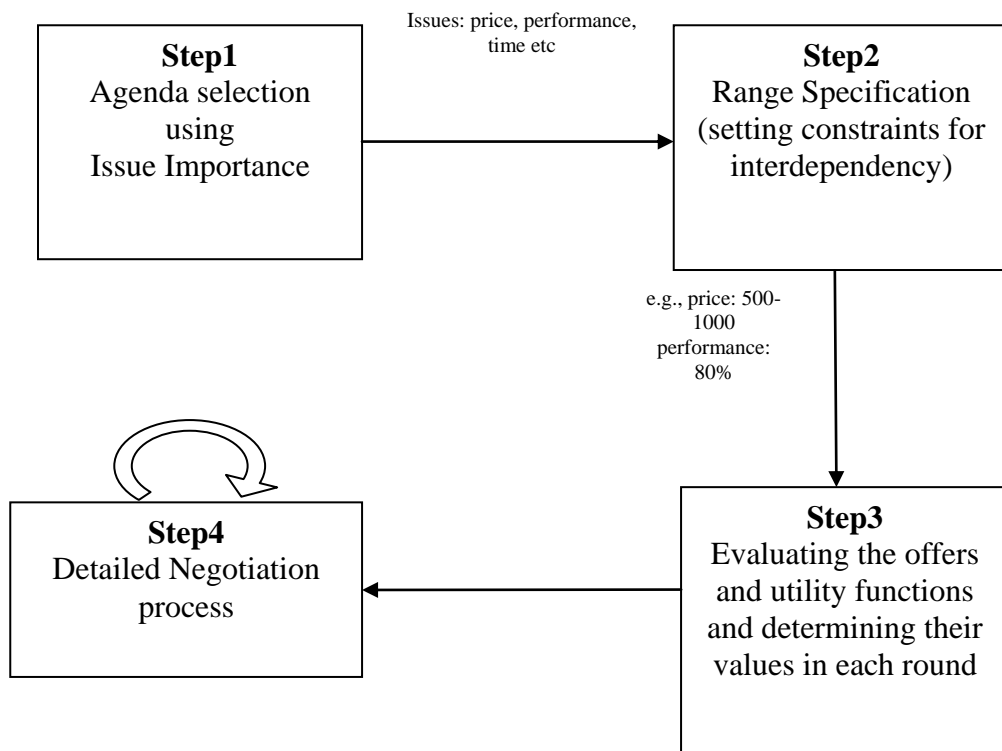 Step1
Agenda selection
using
Issue Importance
Issues: price, performance,
time etc
Step2
Range Specification
(setting constraints for
interdependency)
e.g., price: 500-
1000
performance:
80%
Step3
Evaluating the offers
and utility functions
and determining their
values in each round
Step4
Detailed Negotiation
process